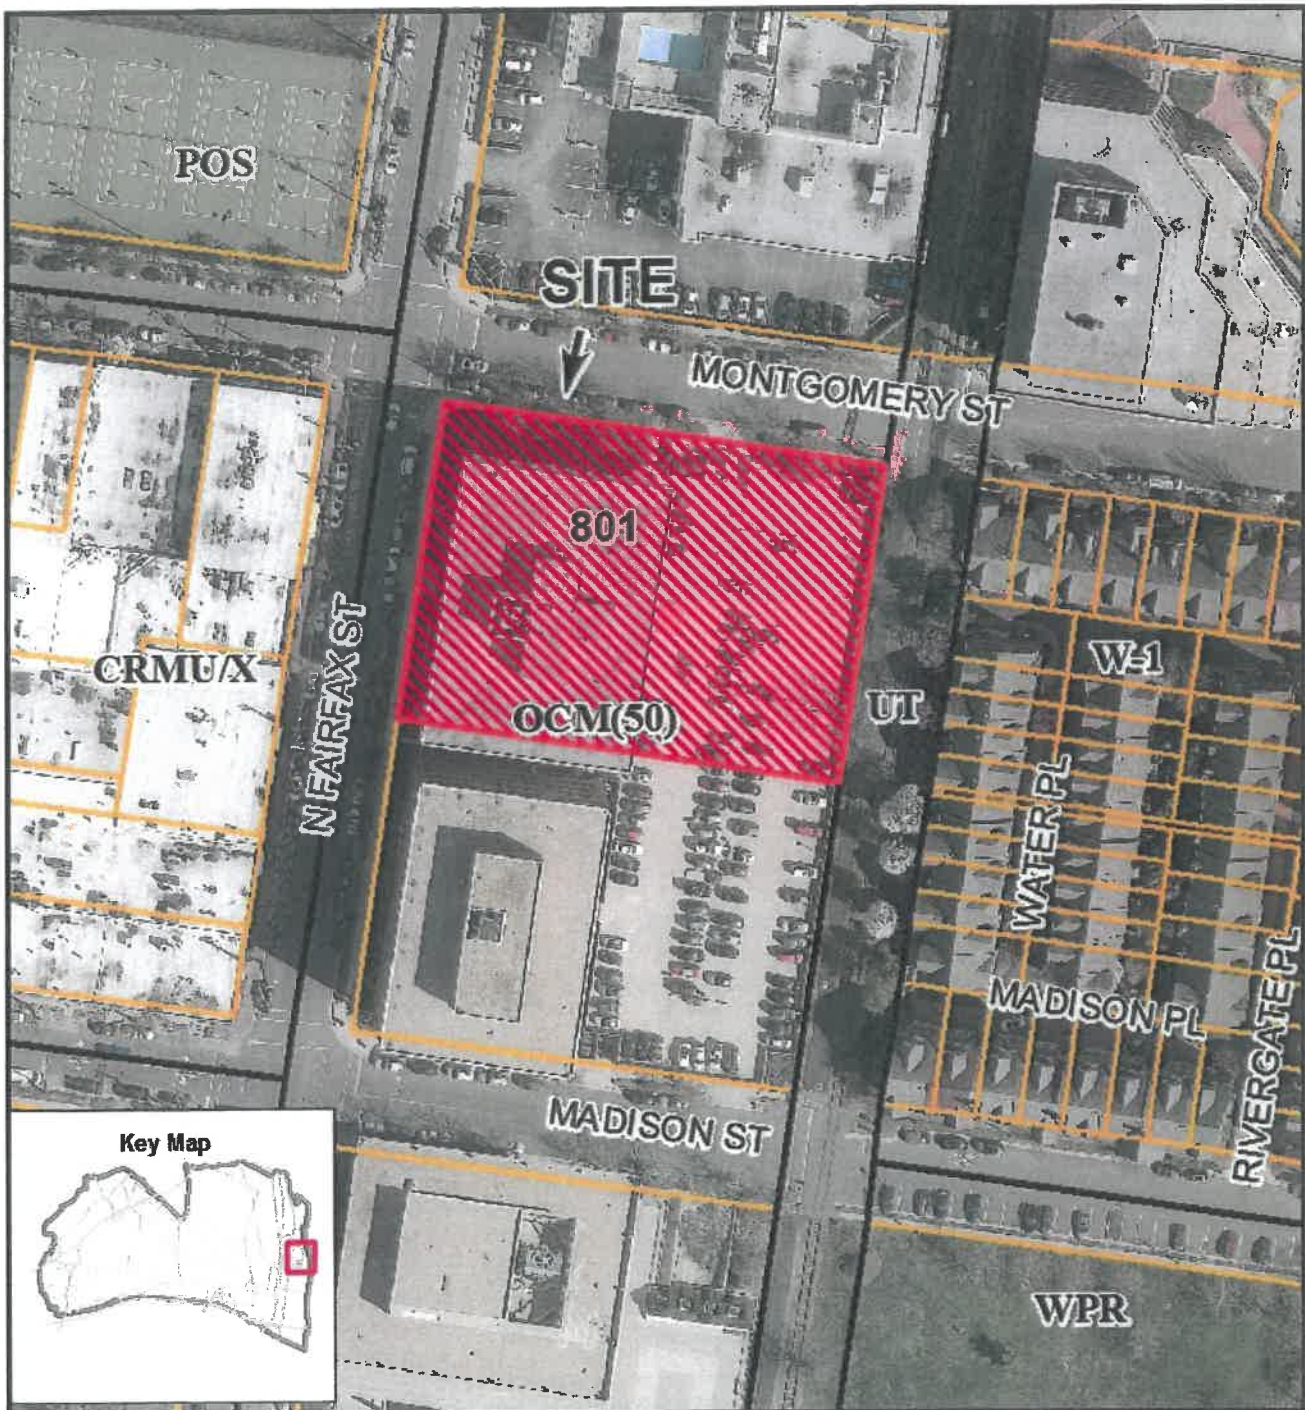 POS
SITE
MONTGOMERY ST
801
CRMU/X
N FAIRFAX ST
OCM(50)
W-1
UT
WATER PL
MADISON PL
RIVERGATE PL
MADISON ST
Key Map
WPR